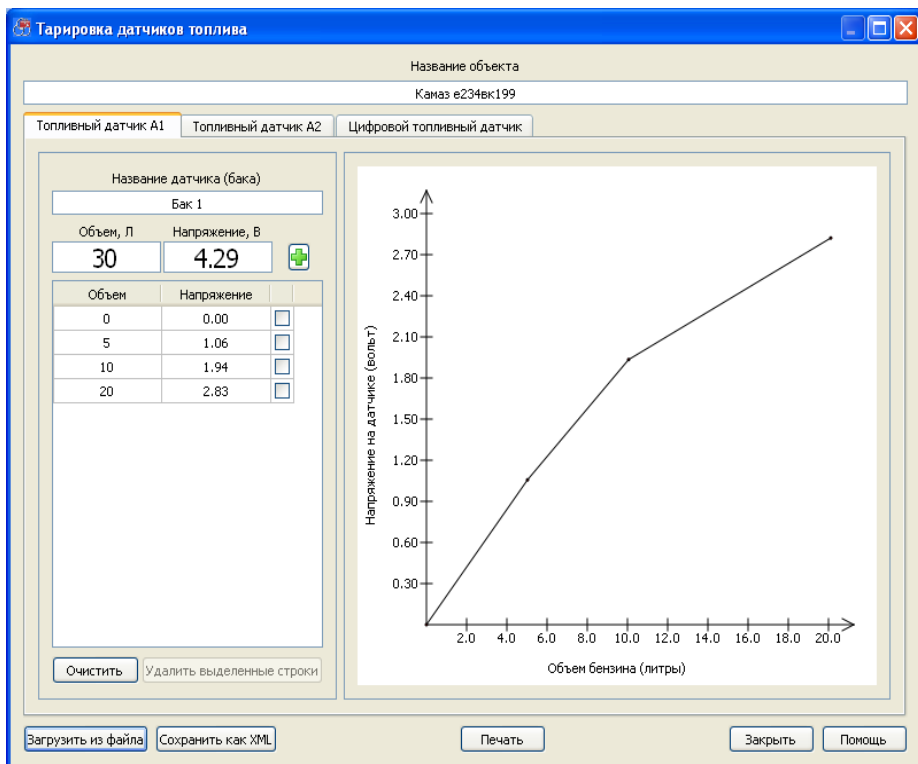 Тарировка датчиков топлива
Название объекта
Камаз е234вк199
Топливный датчик А1
Топливный датчик А2
Цифровой топливный датчик
Название датчика (бака)
Бак 1
Объем, Л Напряжение, В
30 4.29
Объем Напряжение
0 0.00
5 1.06
10 1.94
20 2.83
Очистить
Удалить выделенные строки
Напряжение на датчике (вольт)
3.00
2.70
2.40
2.10
1.80
1.50
1.20
0.90
0.60
0.30
2.0 4.0 6.0 8.0 10.0 12.0 14.0 16.0 18.0 20.0
Объем бензина (литры)
Загрузить из файла
Сохранить как XML
Печать
Закрыть
Помощь